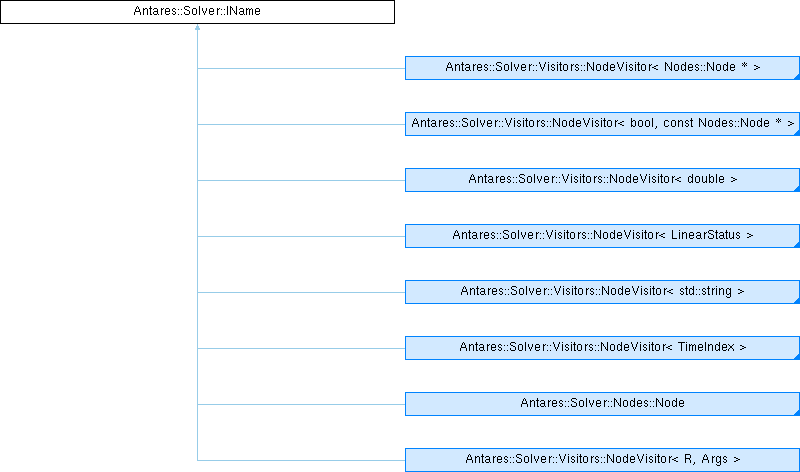 Antares::Solver::IName
Antares::Solver::Visitors::NodeVisitor< Nodes::Node * >
Antares::Solver::Visitors::NodeVisitor< bool, const Nodes::Node * >
Antares::Solver::Visitors::NodeVisitor< double >
Antares::Solver::Visitors::NodeVisitor< LinearStatus >
Antares::Solver::Visitors::NodeVisitor< std::string >
Antares::Solver::Visitors::NodeVisitor< TimeIndex >
Antares::Solver::Nodes::Node
Antares::Solver::Visitors::NodeVisitor< R, Args >